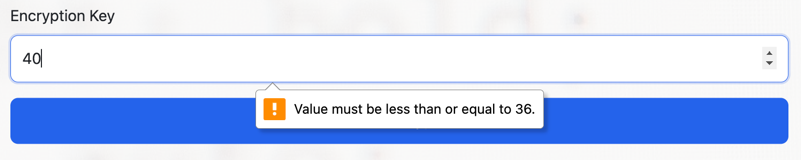 Encryption Key
40
Value must be less than or equal to 36.